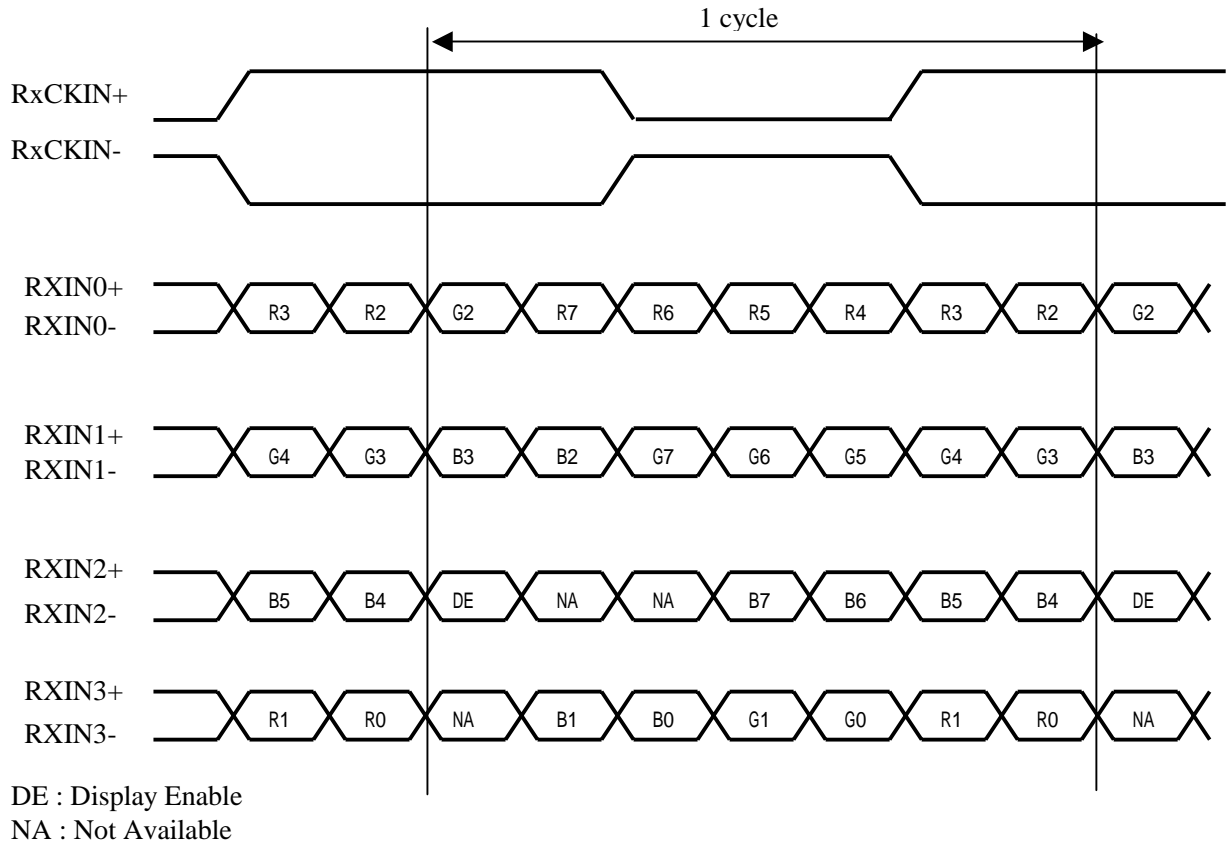 1 cycle
RxCKIN+
RxCKIN-
RXIN0+
RXIN0-
R3 R2 G2 R7 R6 R5 R4 R3 R2 G2
RXIN1+
RXIN1-
G4 G3 B3 B2 G7 G6 G5 G4 G3 B3
RXIN2+
RXIN2-
B5 B4 DE NA NA B7 B6 B5 B4 DE
RXIN3+
RXIN3-
R1 R0 NA B1 B0 G1 G0 R1 R0 NA
DE : Display Enable
NA : Not Available